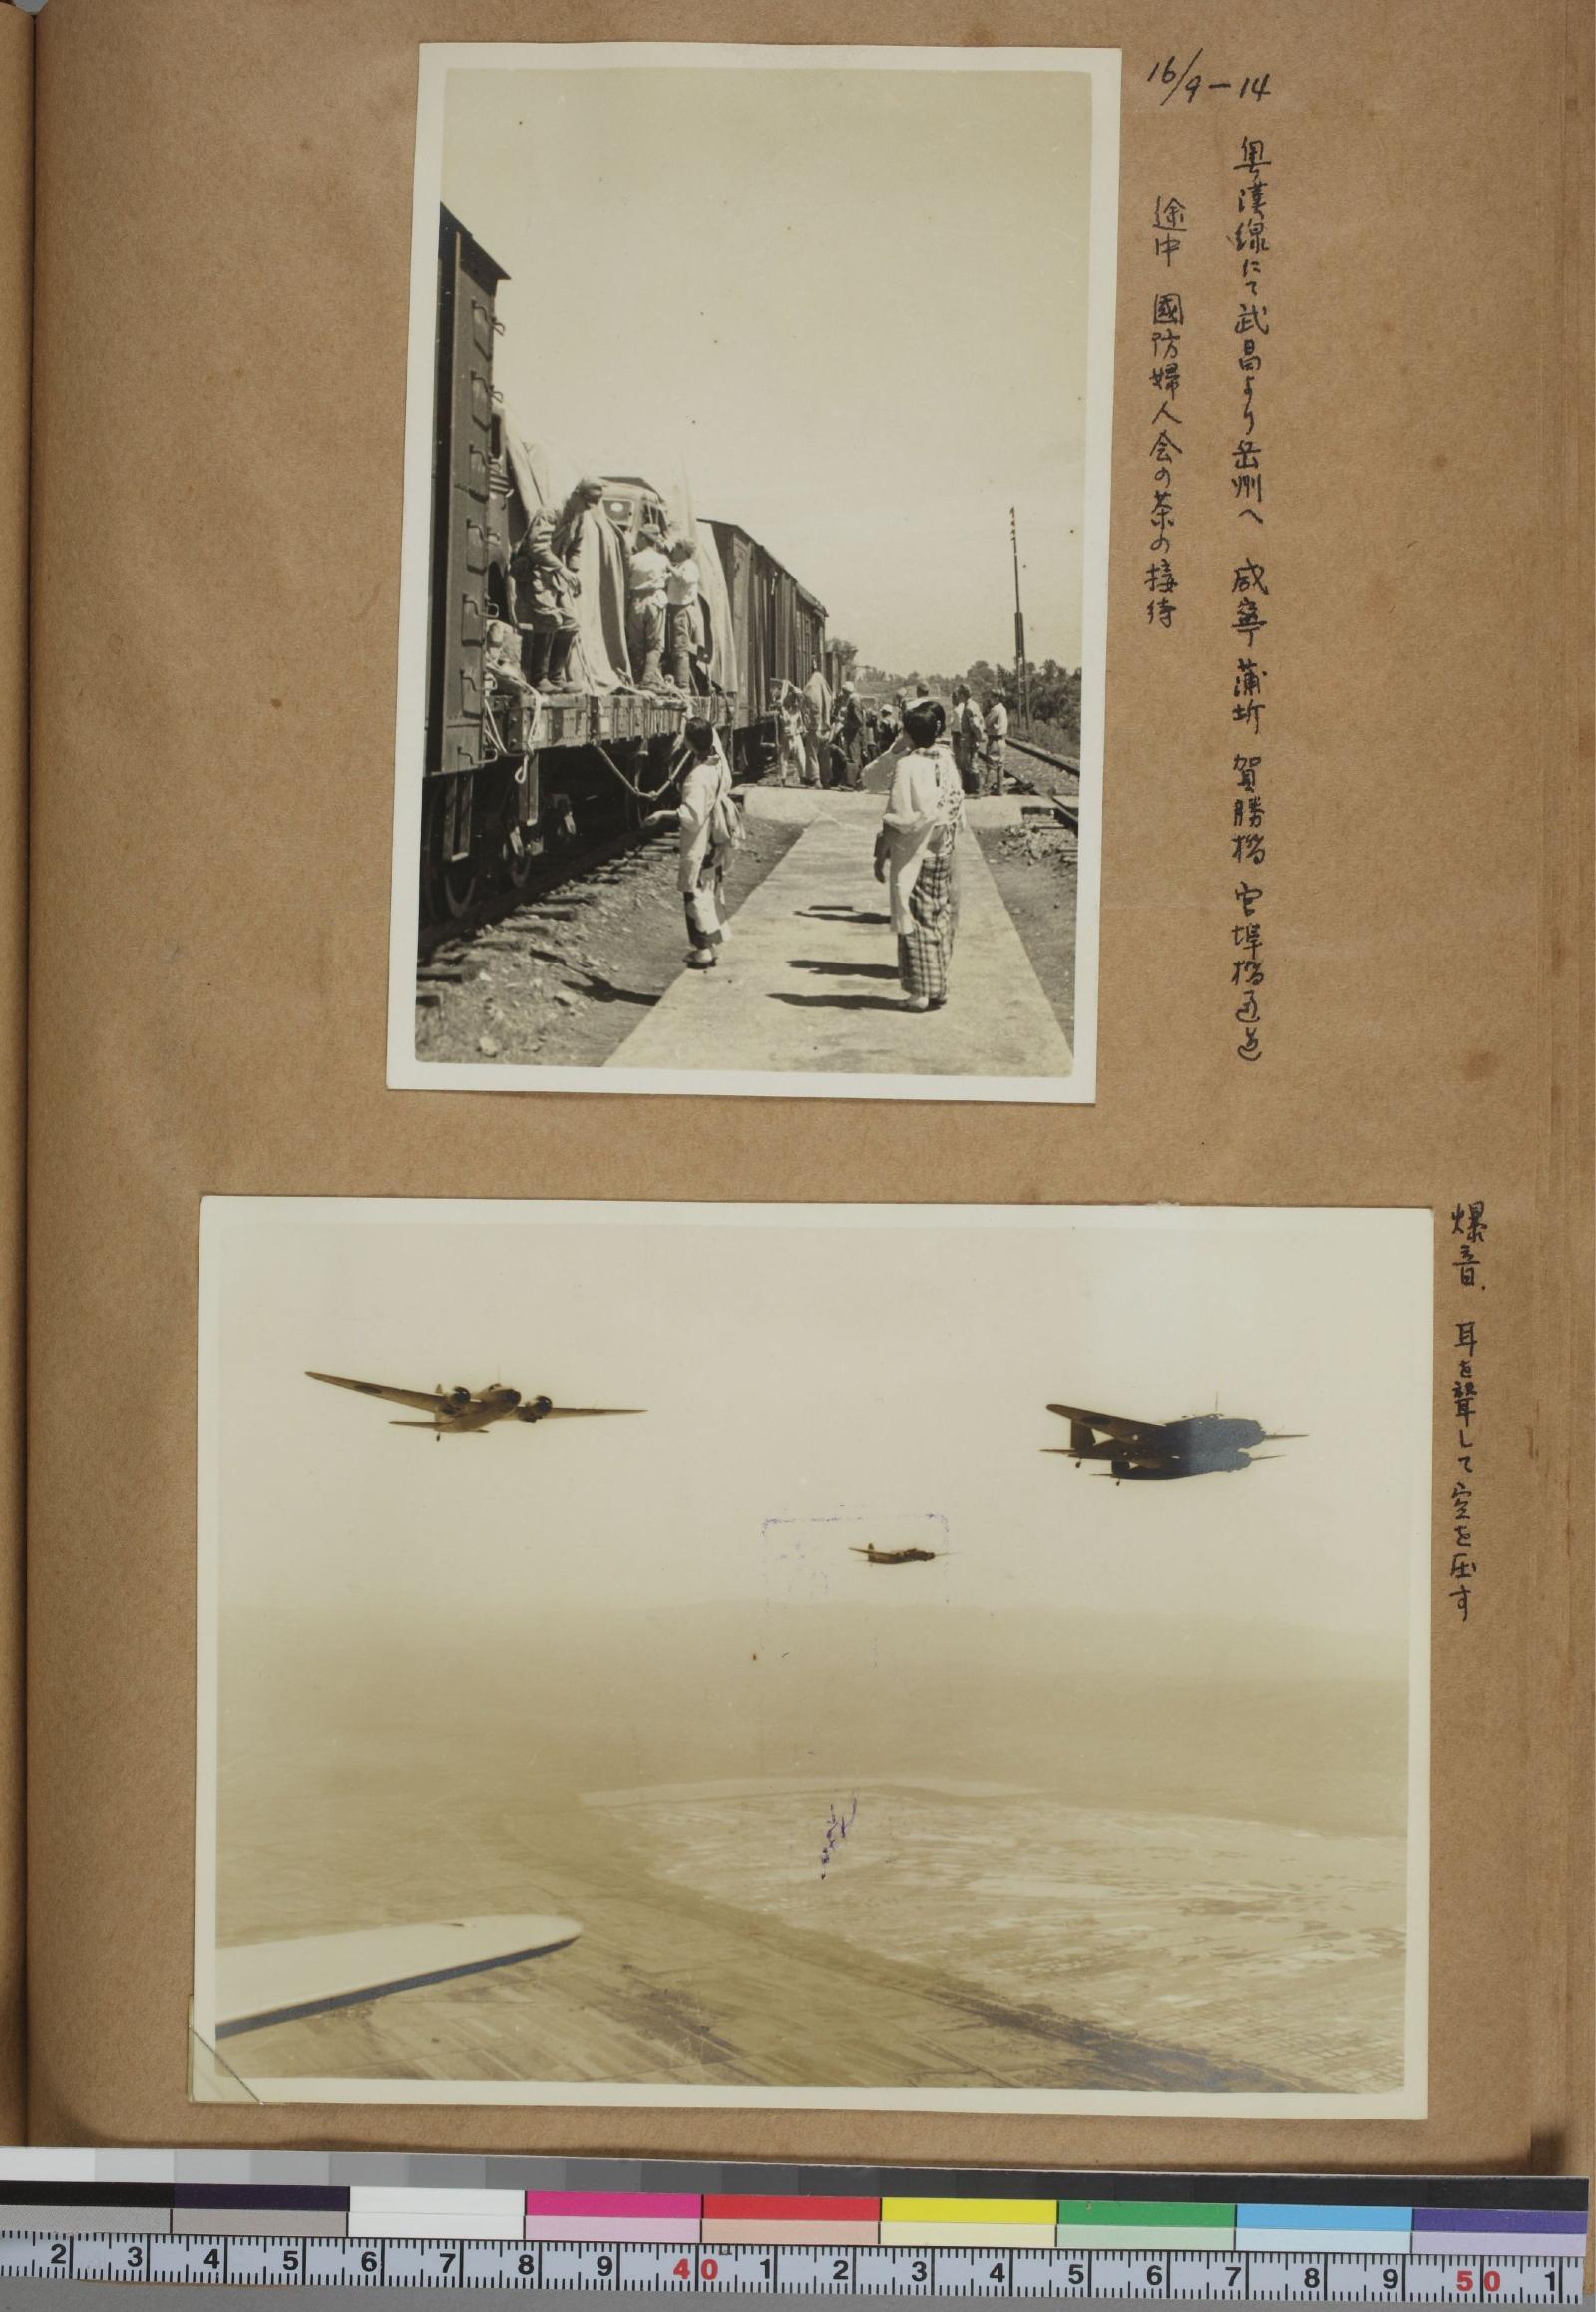 16/9-14
粤漢線にて武昌より岳州へ 咸寧 蒲圻 賀勝橋 官埠橋通過
途中 國防婦人会の茶の接待
爆音、耳を聾して空を圧す
2 3 4 5 6 7 8 9 40 1 2 3 4 5 6 7 8 9 50 1